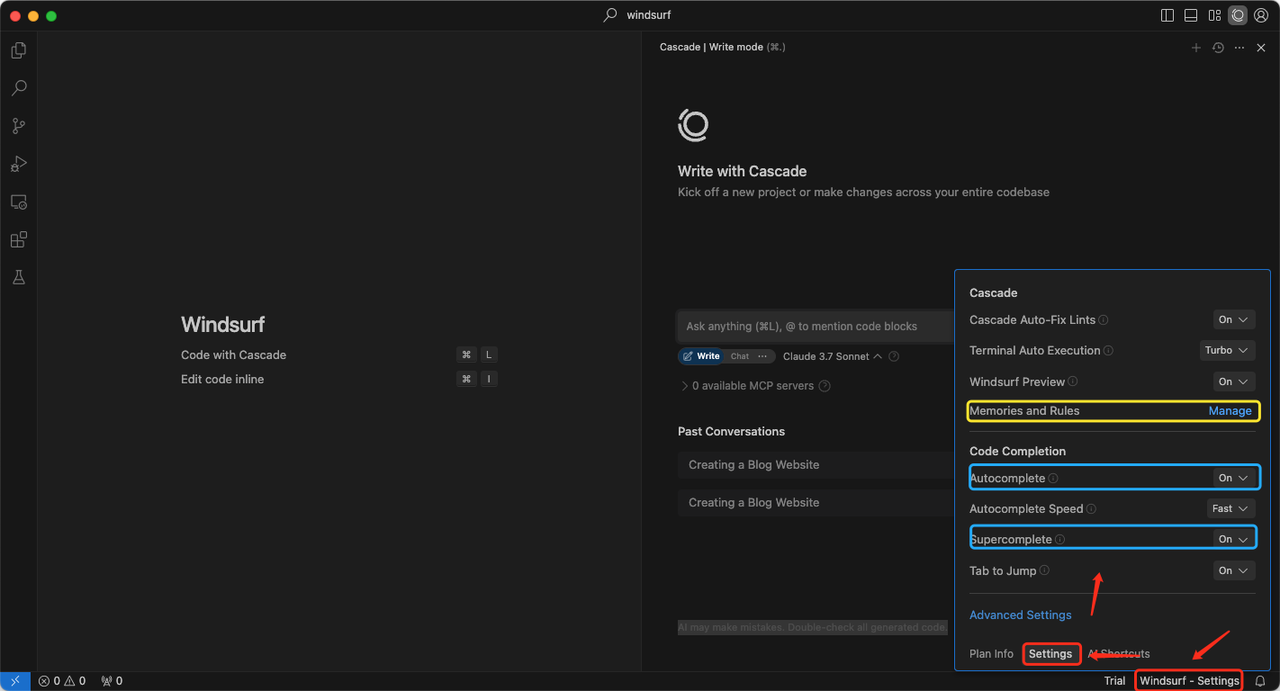 windsurf
Cascade | Write mode (⌘.)
Write with Cascade
Kick off a new project or make changes across your entire codebase
Windsurf
Code with Cascade ⌘ L
Edit code inline ⌘ I
Ask anything (⌘L), @ to mention code blocks
Write Chat ··· Claude 3.7 Sonnet
0 available MCP servers
Past Conversations
Creating a Blog Website
Creating a Blog Website
AI may make mistakes. Double-check all generated code.
Cascade
Cascade Auto-Fix Lints On
Terminal Auto Execution Turbo
Windsurf Preview On
Memories and Rules Manage
Code Completion
Autocomplete On
Autocomplete Speed Fast
Supercomplete On
Tab to Jump On
Advanced Settings
Plan Info Settings AI Shortcuts
0 0 0 Trial Windsurf - Settings